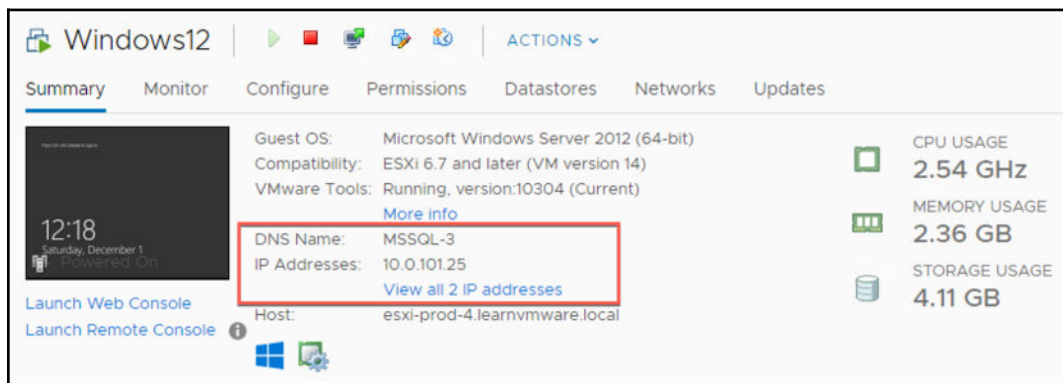 Windows12
ACTIONS
Summary Monitor Configure Permissions Datastores Networks Updates
Guest OS: Microsoft Windows Server 2012 (64-bit)
Compatibility: ESXi 6.7 and later (VM version 14)
VMware Tools: Running, version:10304 (Current)
More info
DNS Name: MSSQL-3
IP Addresses: 10.0.101.25
View all 2 IP addresses
Host: esxi-prod-4.learnvmware.local
12:18
Saturday, December 1
Powered On
Launch Web Console
Launch Remote Console
CPU USAGE
2.54 GHz
MEMORY USAGE
2.36 GB
STORAGE USAGE
4.11 GB